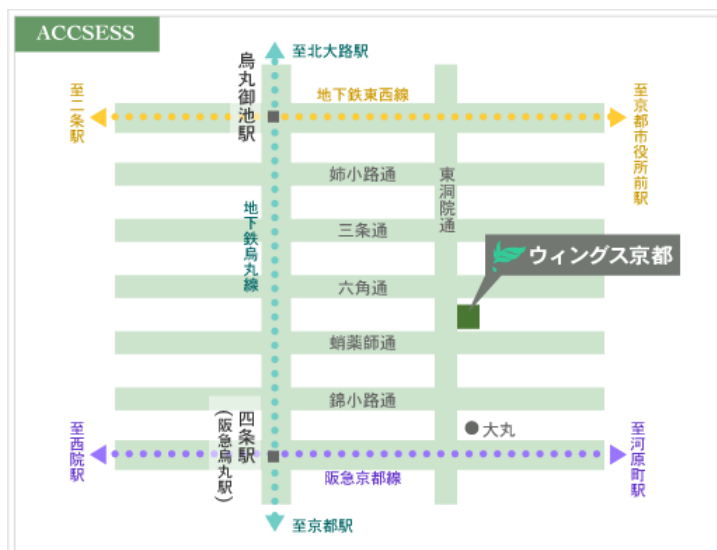 ACCSESS
至北大路駅
烏丸御池駅
至二条駅
地下鉄東西線
至京都市役所前駅
姉小路通
東洞院通
地下鉄烏丸線
三条通
ウィングス京都
六角通
蛸薬師通
錦小路通
四条駅
(阪急烏丸駅)
大丸
至西院駅
阪急京都線
至河原町駅
至京都駅